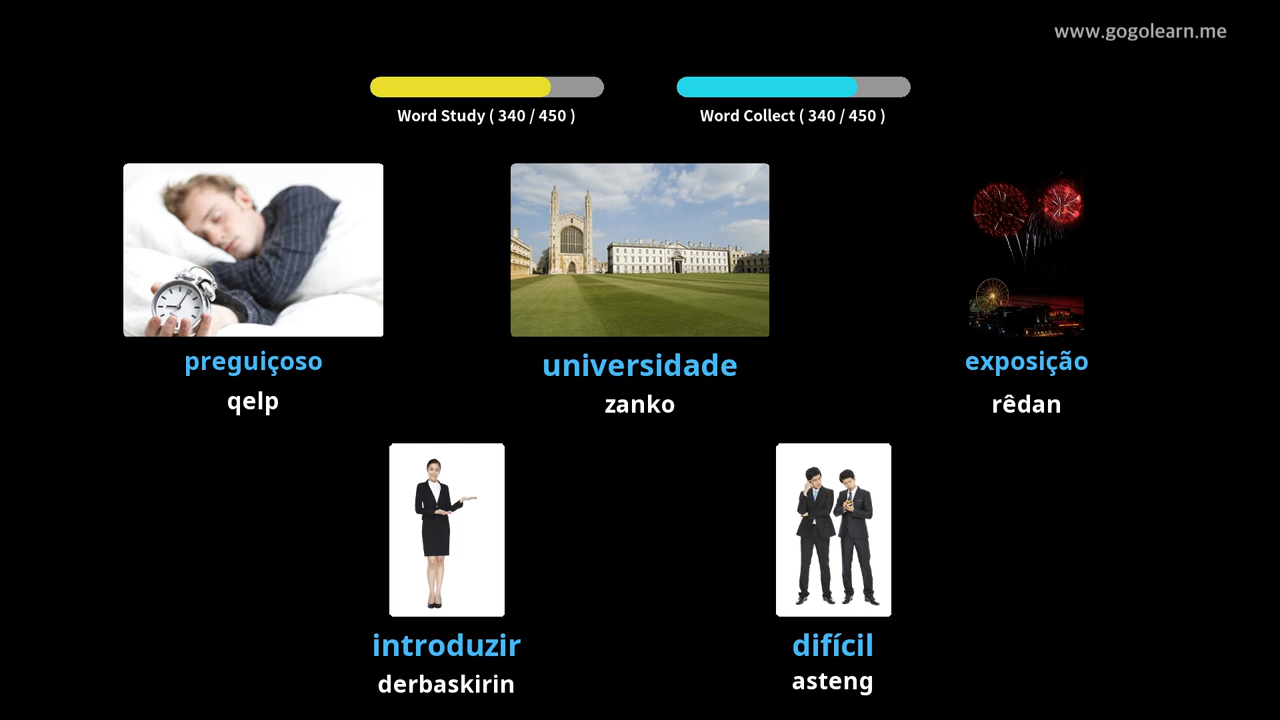 www.gogolearn.me
Word Study ( 340 / 450 )
Word Collect ( 340 / 450 )
preguiçoso
qelp
universidade
zanko
exposição
rêdan
introduzir
derbaskirin
difícil
asteng